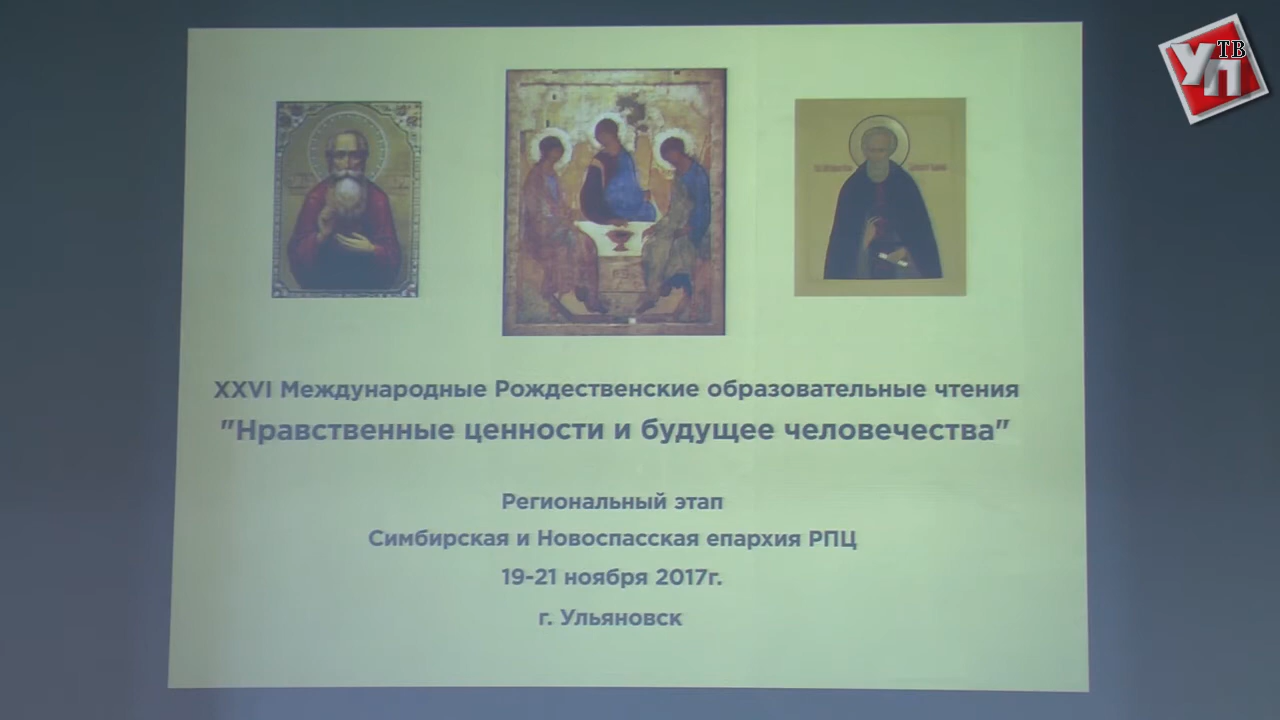 УП
ТВ
XXVI Международные Рождественские образовательные чтения
"Нравственные ценности и будущее человечества"
Региональный этап
Симбирская и Новоспасская епархия РПЦ
19-21 ноября 2017г.
г. Ульяновск